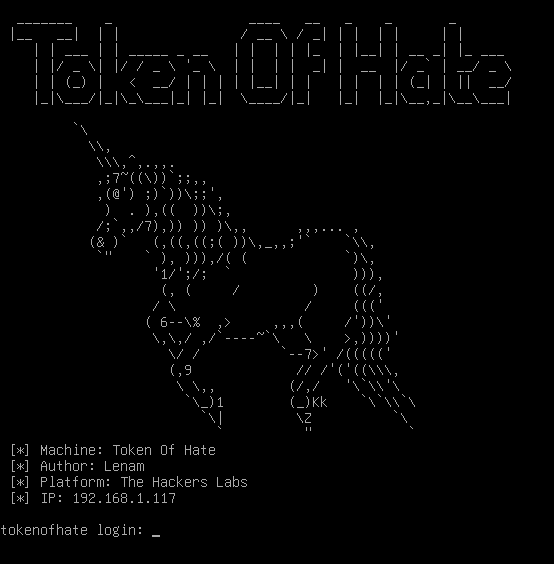 Token Of Hate
[*] Machine: Token Of Hate
[*] Author: Lenam
[*] Platform: The Hackers Labs
[*] IP: 192.168.1.117
tokenofhate login: _